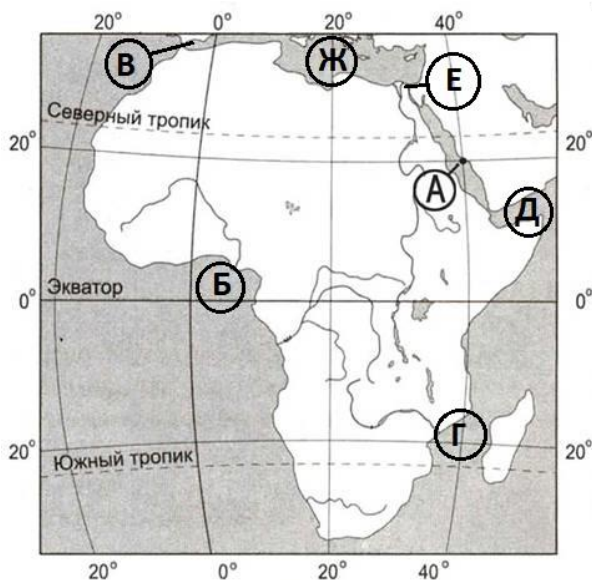 20° 0° 20° 40°
В Ж Е
Северный тропик
20° 20°
А
Д
Экватор
0° Б 0°
Г
20° 20°
Южный тропик
20° 0° 20° 40°